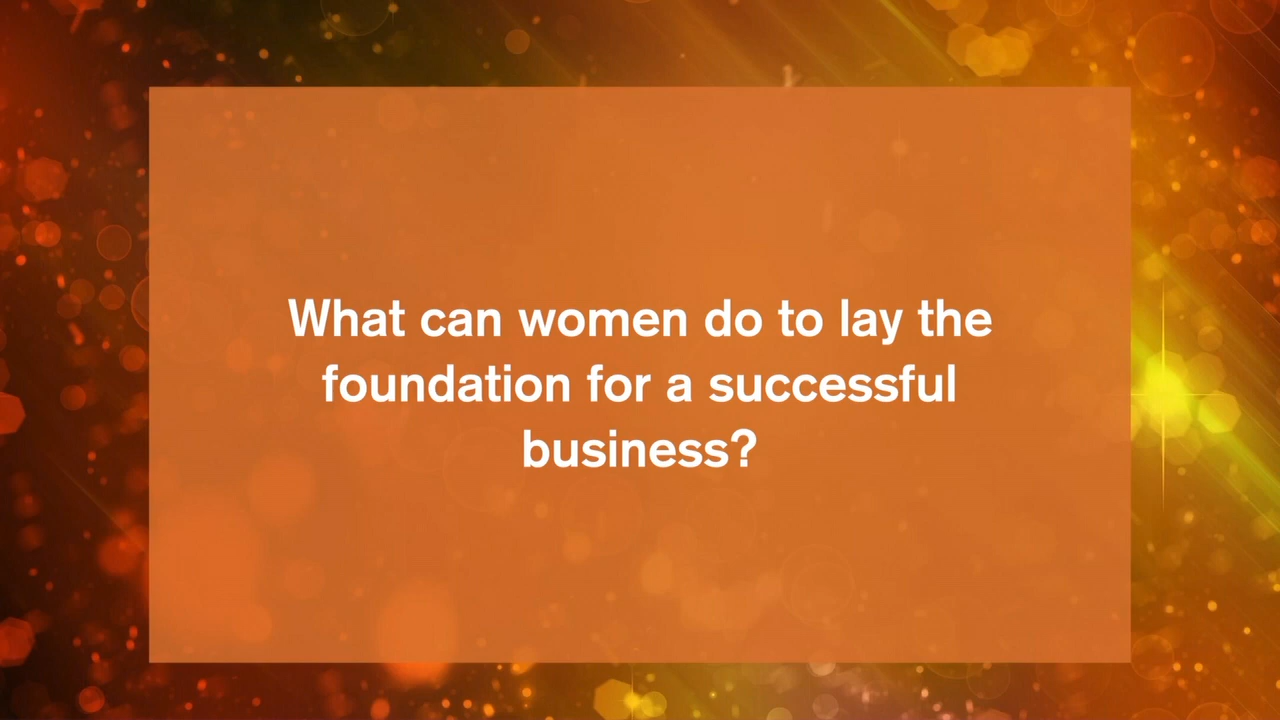 What can women do to lay the
foundation for a successful
business?